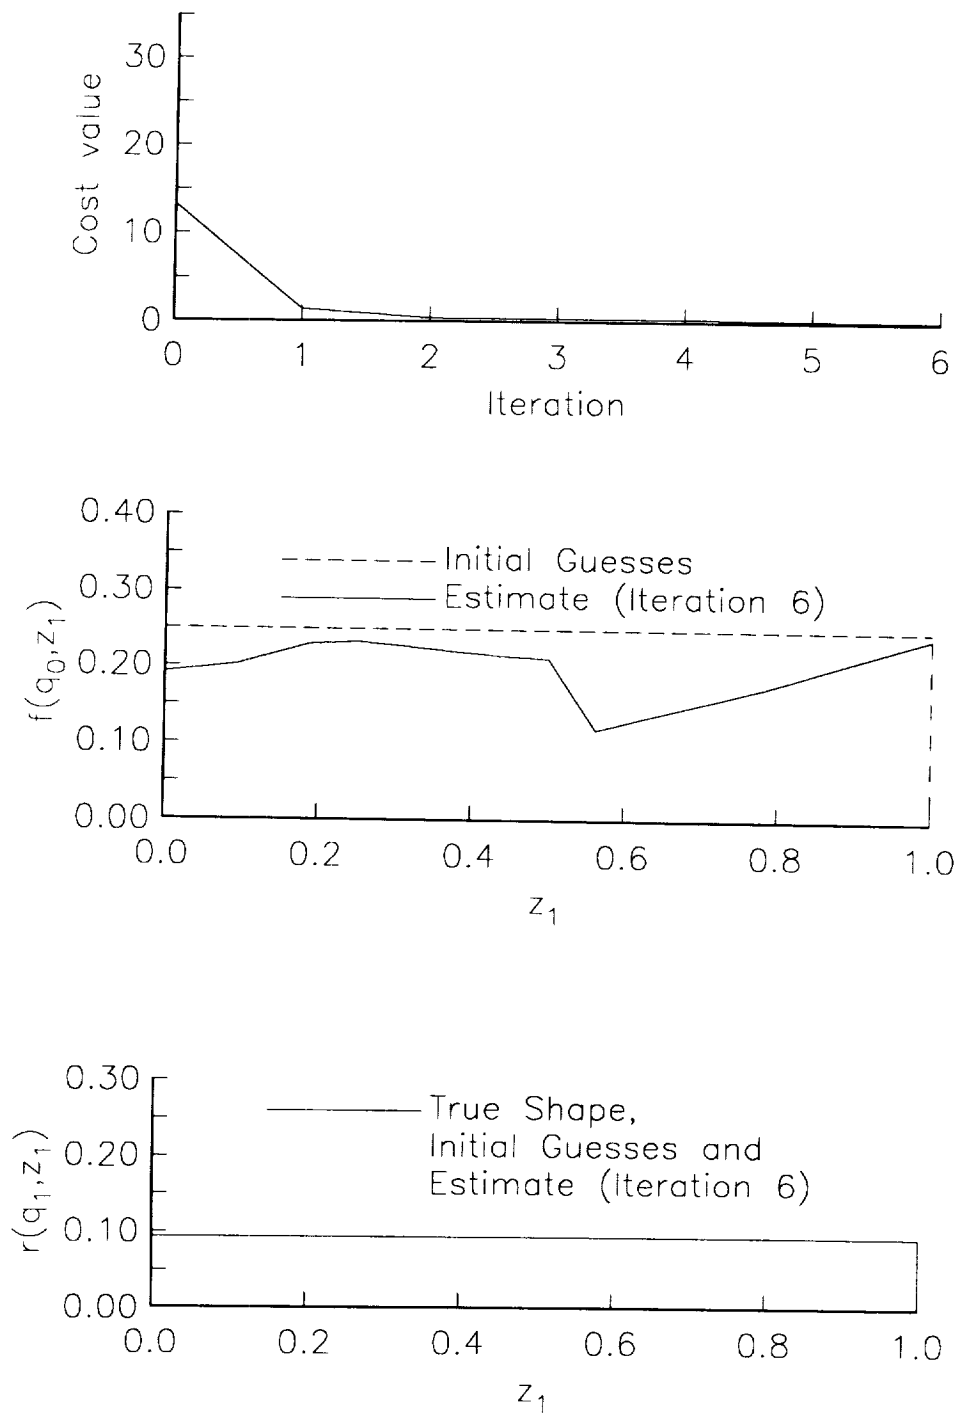 30
20
10
0
Cost value
0 1 2 3 4 5 6
Iteration
0.40
0.30
0.20
0.10
0.00
f(q0,z1)
Initial Guesses
Estimate (Iteration 6)
0.0 0.2 0.4 0.6 0.8 1.0
z1
0.30
0.20
0.10
0.00
r(q1,z1)
True Shape,
Initial Guesses and
Estimate (Iteration 6)
0.0 0.2 0.4 0.6 0.8 1.0
z1